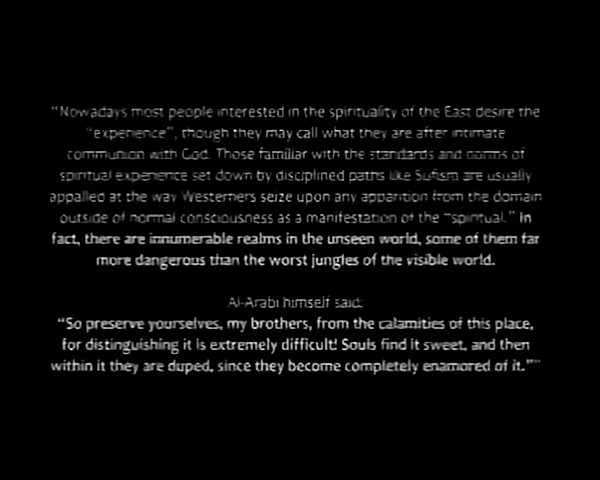 "Nowadays most people interested in the spirituality of the East desire the
"experience", though they may call what they are after intimate
communion with God. Those familiar with the standards and norms of
spiritual experience set down by disciplined paths like Sufism are usually
appalled at the way Westerners seize upon any apparition from the domain
outside of normal consciousness as a manifestation of the "spiritual." In
fact, there are innumerable realms in the unseen world, some of them far
more dangerous than the worst jungles of the visible world.
Al-Arabi himself said:
"So preserve yourselves, my brothers, from the calamities of this place,
for distinguishing it is extremely difficult! Souls find it sweet, and then
within it they are duped, since they become completely enamored of it.""